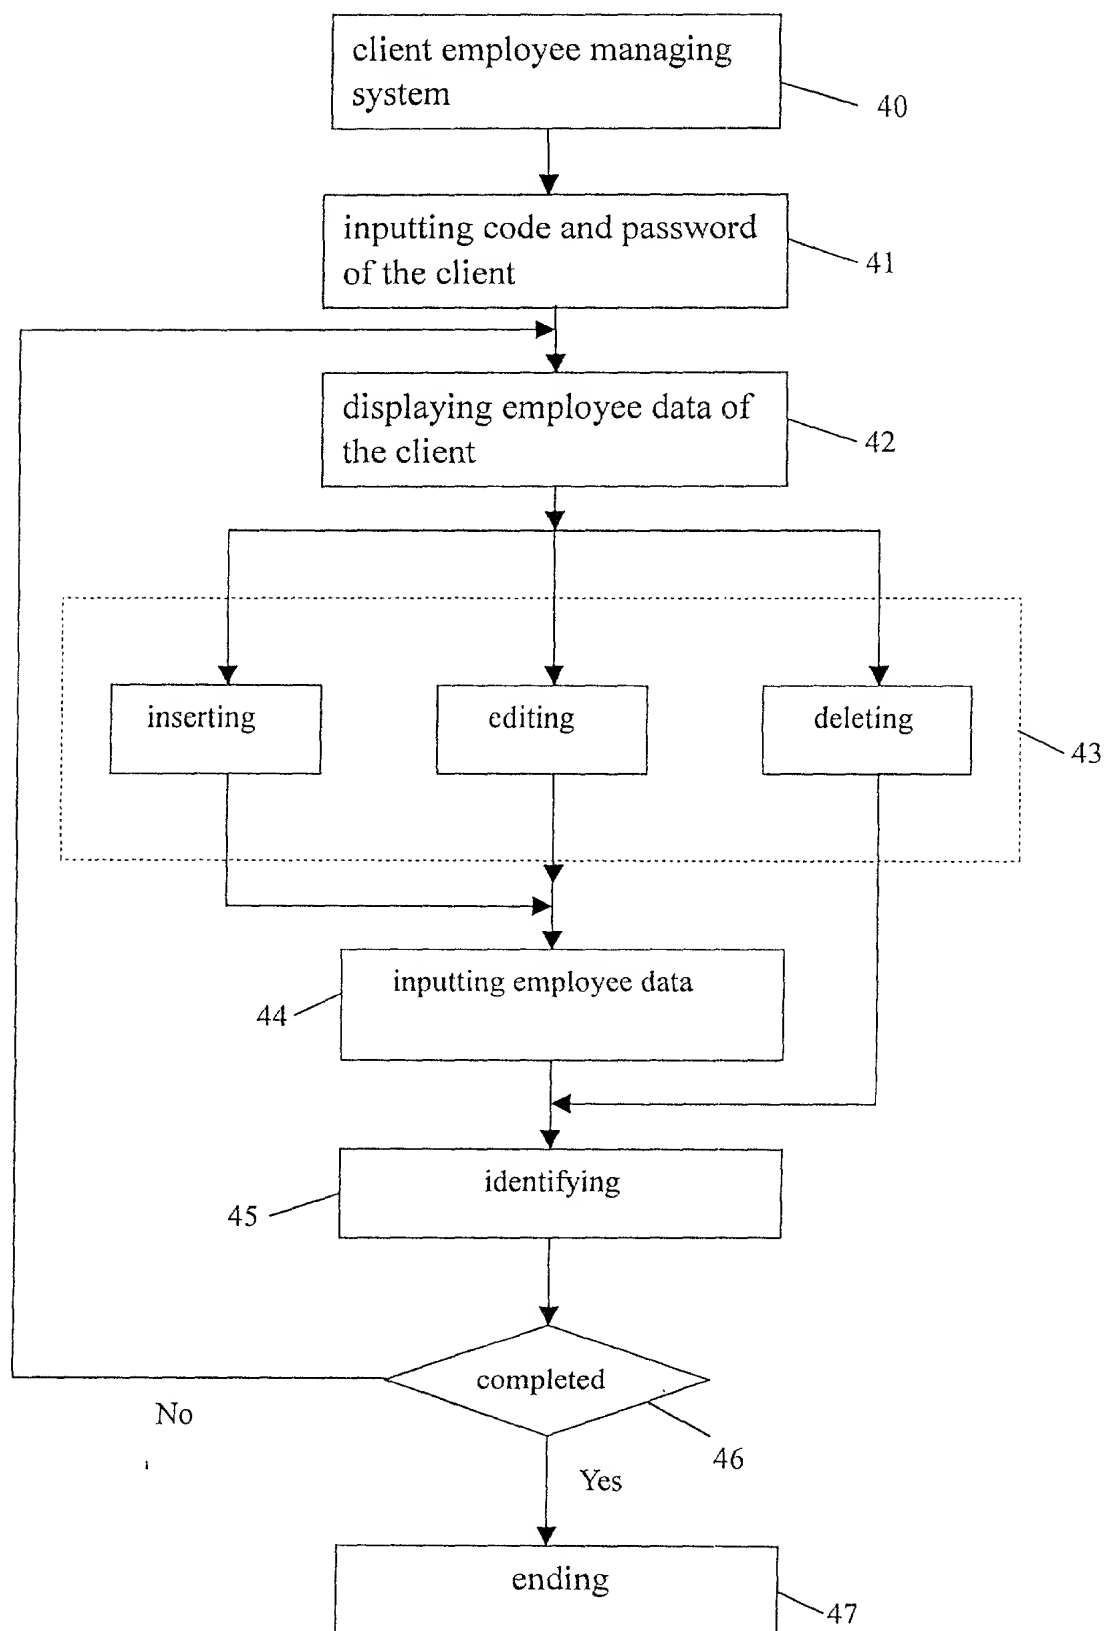 client employee managing
system
40
inputting code and password
of the client
41
displaying employee data of
the client
42
inserting
editing
deleting
43
inputting employee data
44
identifying
45
completed
No
46
Yes
ending
47